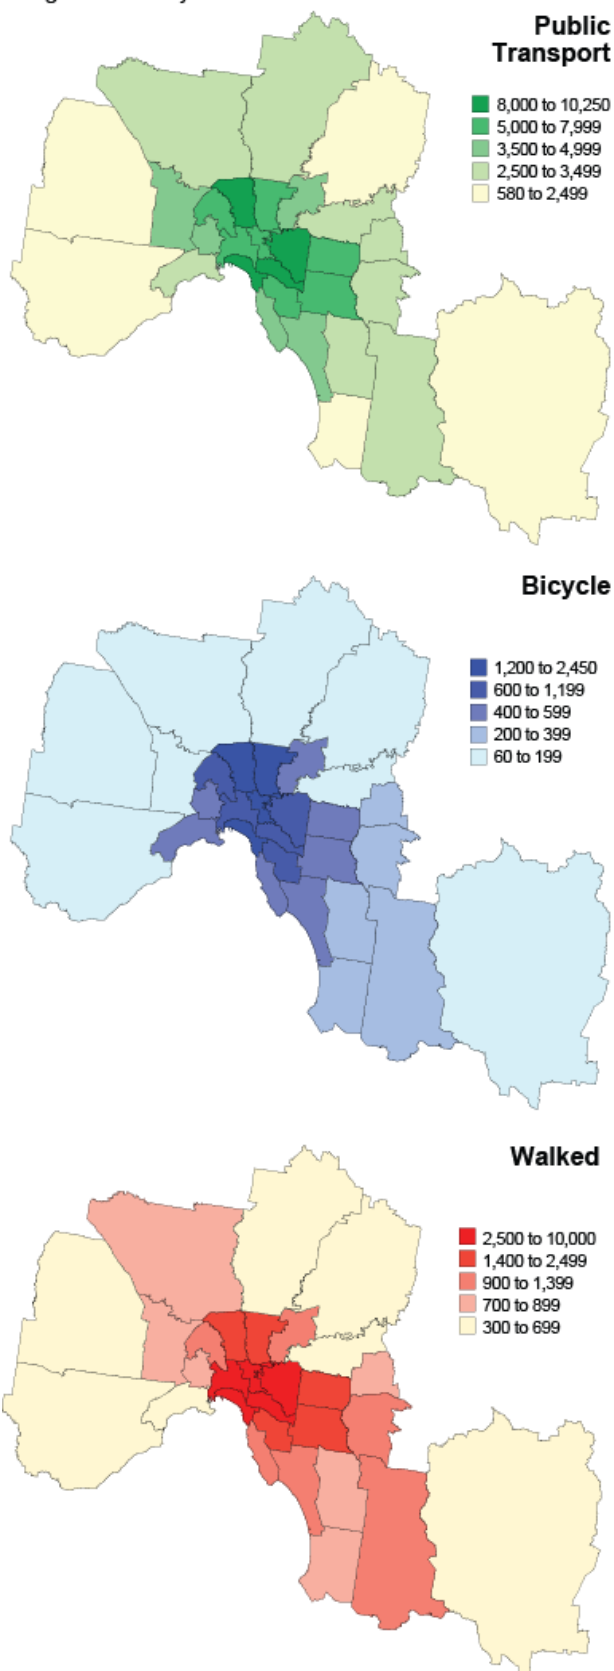 Public
Transport
8,000 to 10,250
5,000 to 7,999
3,500 to 4,999
2,500 to 3,499
580 to 2,499
Bicycle
1,200 to 2,450
600 to 1,199
400 to 599
200 to 399
60 to 199
Walked
2,500 to 10,000
1,400 to 2,499
900 to 1,399
700 to 899
300 to 699